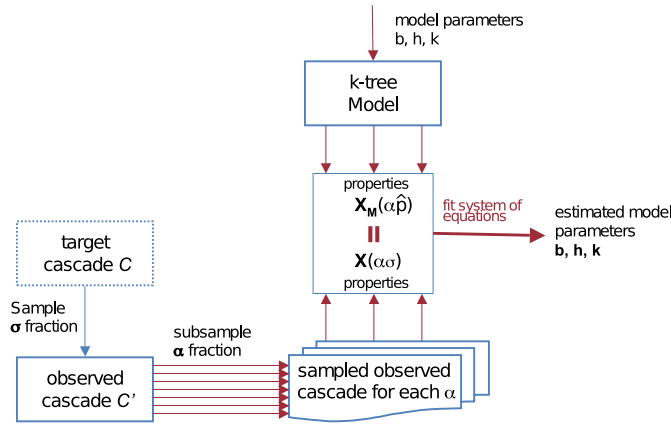 model parameters
b, h, k
k-tree
Model
properties
X_M(αp̂)
=
X(ασ)
properties
fit system of
equations
estimated model
parameters
b, h, k
target
cascade C
Sample
σ fraction
subsample
α fraction
observed
cascade C'
sampled observed
cascade for each α